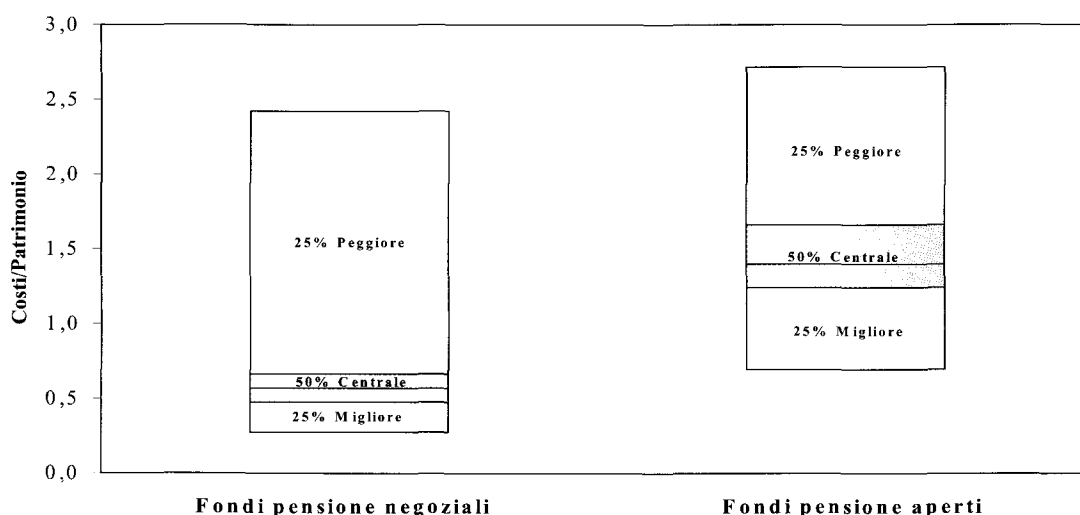 3,0
2,5
2,0
1,5
1,0
0,5
0,0
Costi/Patrimonio
25% Peggiore
50% Centrale
25% Migliore
25% Peggiore
50% Centrale
25% Migliore
Fondi pensione negoziali
Fondi pensione aperti